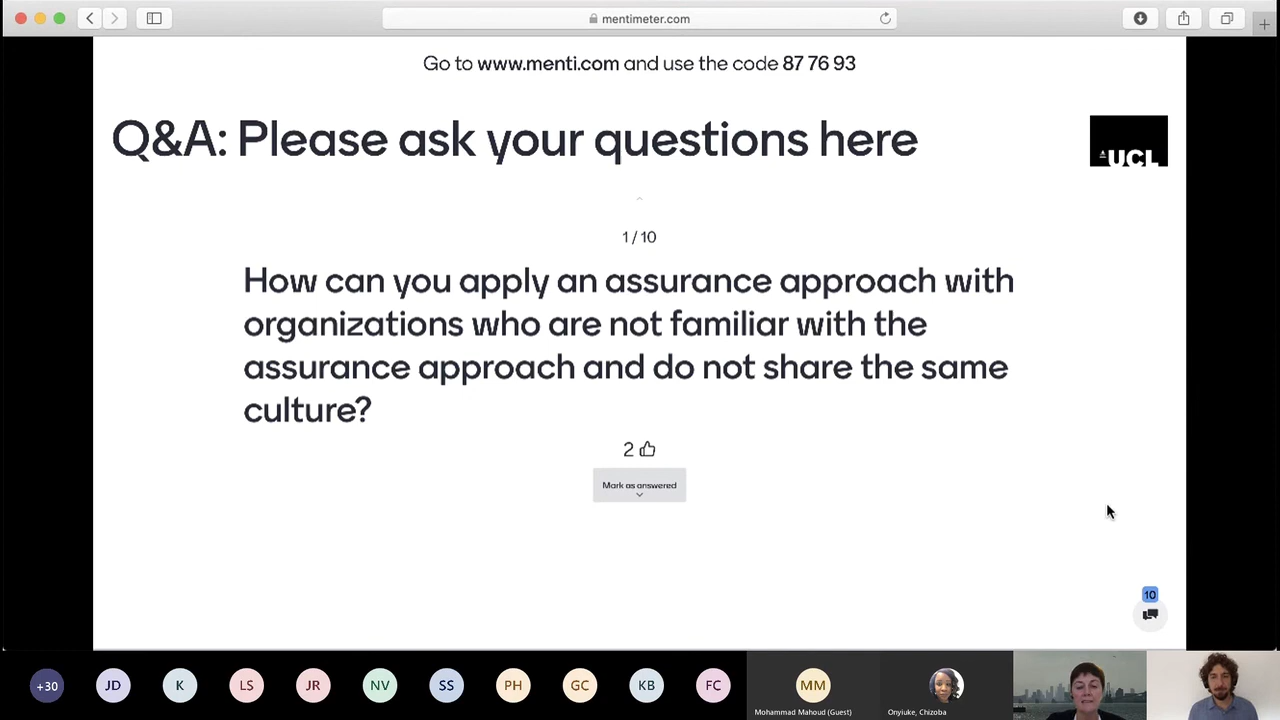 mentimeter.com
Go to www.menti.com and use the code 87 76 93
Q&A: Please ask your questions here
UCL
1 / 10
How can you apply an assurance approach with
organizations who are not familiar with the
assurance approach and do not share the same
culture?
2
Mark as answered
10
+30
JD
K
LS
JR
NV
SS
PH
GC
KB
FC
MM
Mohammad Mahoud (Guest)
Onyiuke, Chizoba